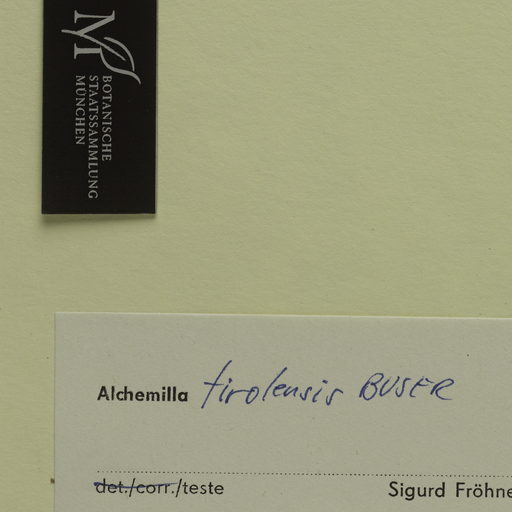 BOTANISCHE
STAATSSAMMLUNG
MÜNCHEN
Alchemilla tirolensis BUSER
det./corr./teste
Sigurd Fröhne